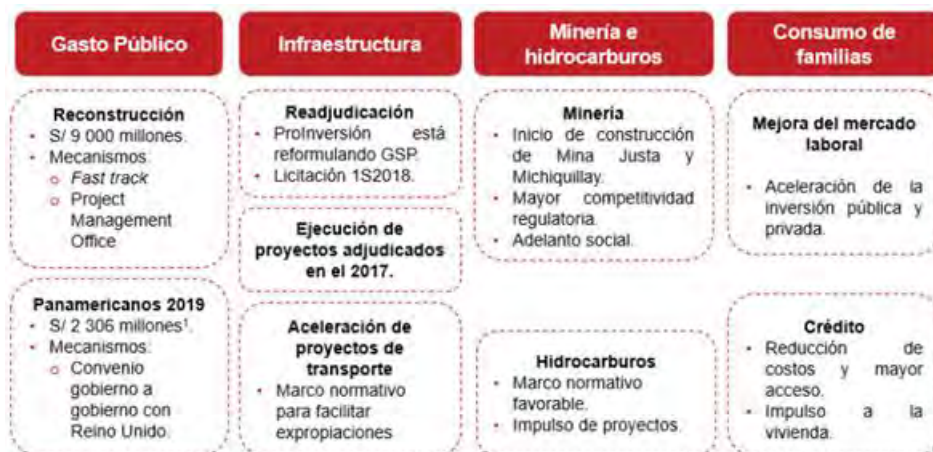 Gasto Público
Reconstrucción
• S/ 9 000 millones.
• Mecanismos:
o Fast track
o Project
Management
Office
Panamericanos 2019
• S/ 2 306 millones¹.
• Mecanismos:
o Convenio
gobierno a
gobierno con
Reino Unido.
Infraestructura
Readjudicación
• ProInversión está
reformulando GSP.
• Licitación 1S2018.
Ejecución de
proyectos adjudicados
en el 2017.
Aceleración de
proyectos de
transporte
• Marco normativo
para facilitar
expropiaciones
Minería e
hidrocarburos
Minería
• Inicio de construcción
de Mina Justa y
Michiquillay.
• Mayor competitividad
regulatoria.
• Adelanto social.
Hidrocarburos
• Marco normativo
favorable.
• Impulso de proyectos.
Consumo de
familias
Mejora del mercado
laboral
• Aceleración de la
inversión pública y
privada.
Crédito
• Reducción de
costos y mayor
acceso.
• Impulso a la
vivienda.